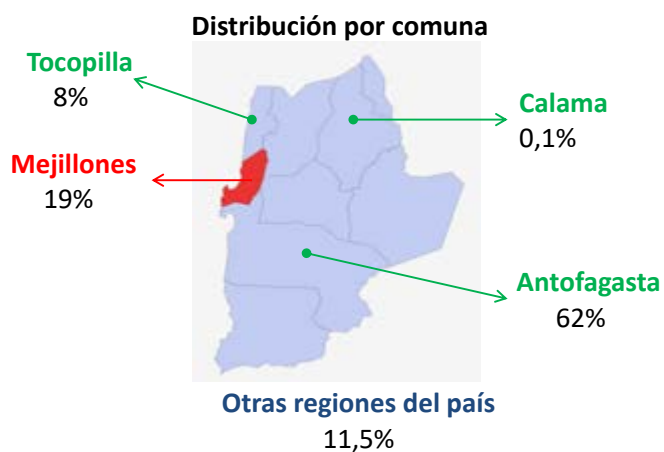 Distribución por comuna
Tocopilla
8%
Calama
0,1%
Mejillones
19%
Antofagasta
62%
Otras regiones del país
11,5%